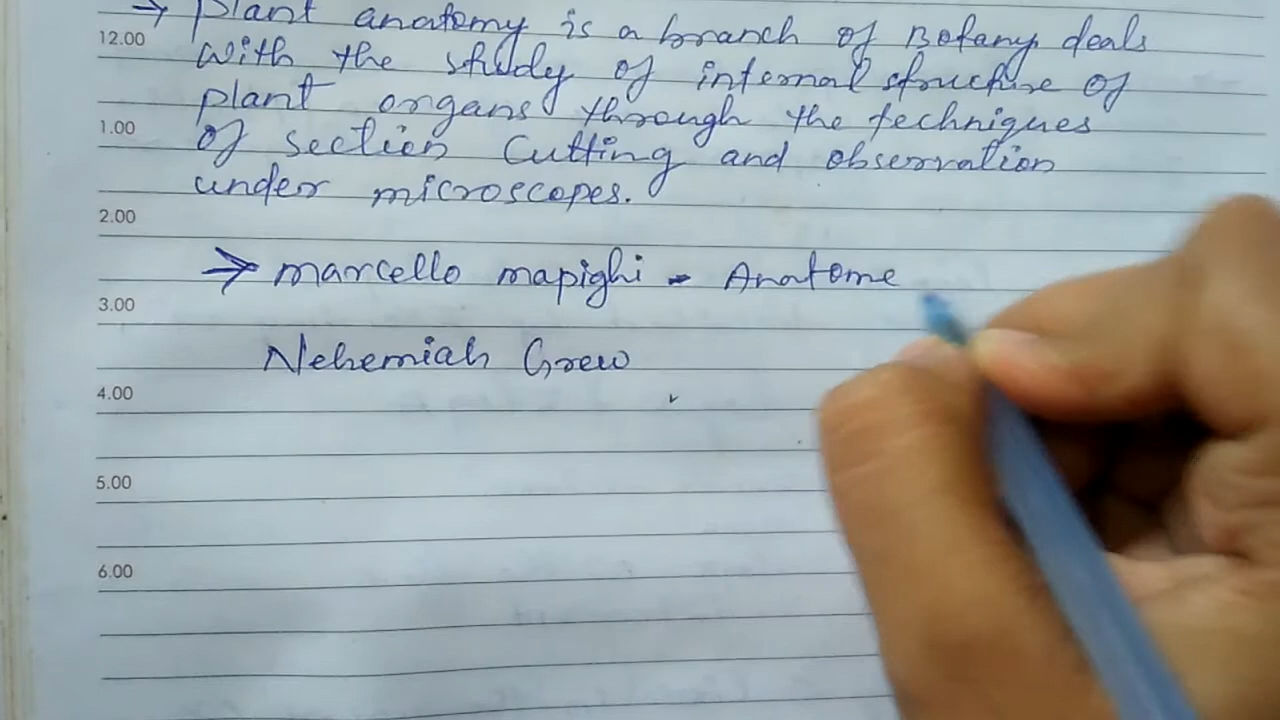 → Plant anatomy is a branch of Botany deals
12.00
with the study of internal structure of
plant organs through the techniques
1.00
of section Cutting and observation
under microscopes.
2.00
→ marcello mapighi - Anatome
3.00
Nehemiah Grew
4.00
5.00
6.00